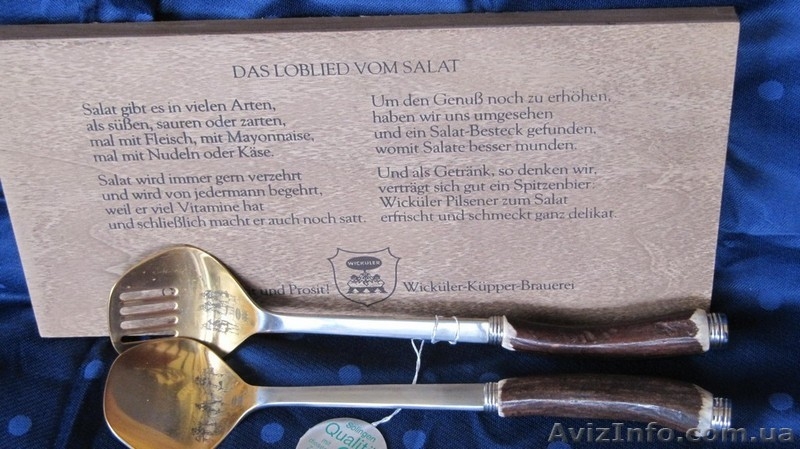 DAS LOBLIED VOM SALAT
Salat gibt es in vielen Arten,
als süßen, sauren oder zarten,
mal mit Fleisch, mit Mayonnaise,
mal mit Nudeln oder Käse.
Salat wird immer gern verzehrt
und wird von jedermann begehrt,
weil er viel Vitamine hat
und schließlich macht er auch noch satt.
Um den Genuß noch zu erhöhen,
haben wir uns umgesehen
und ein Salat-Besteck gefunden,
womit Salate besser munden.
Und als Getränk, so denken wir,
verträgt sich gut ein Spitzenbier:
Wicküler Pilsener zum Salat
erfrischt und schmeckt ganz delikat.
und Prosit!
WICKÜLER
Wicküler-Küpper-Brauerei
Solingen
Qualität
AvizInfo.com.ua